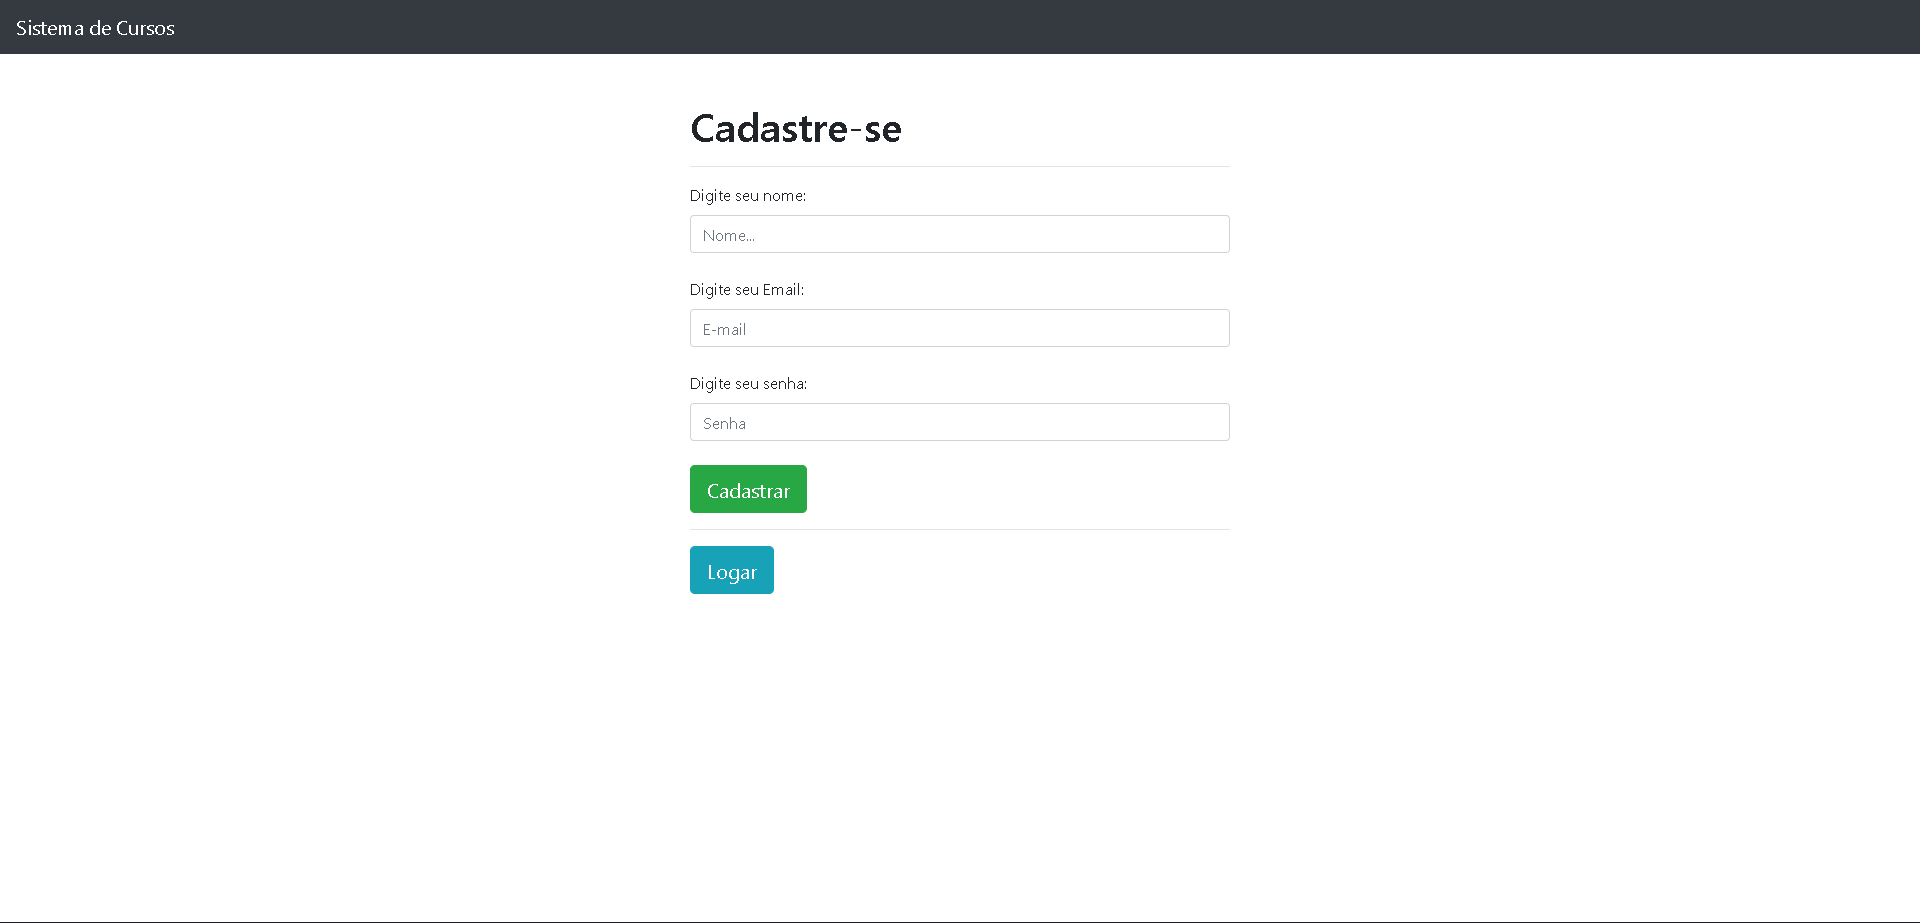 Sistema de Cursos
Cadastre-se
Digite seu nome:
Nome...
Digite seu Email:
E-mail
Digite seu senha:
Senha
Cadastrar
Logar